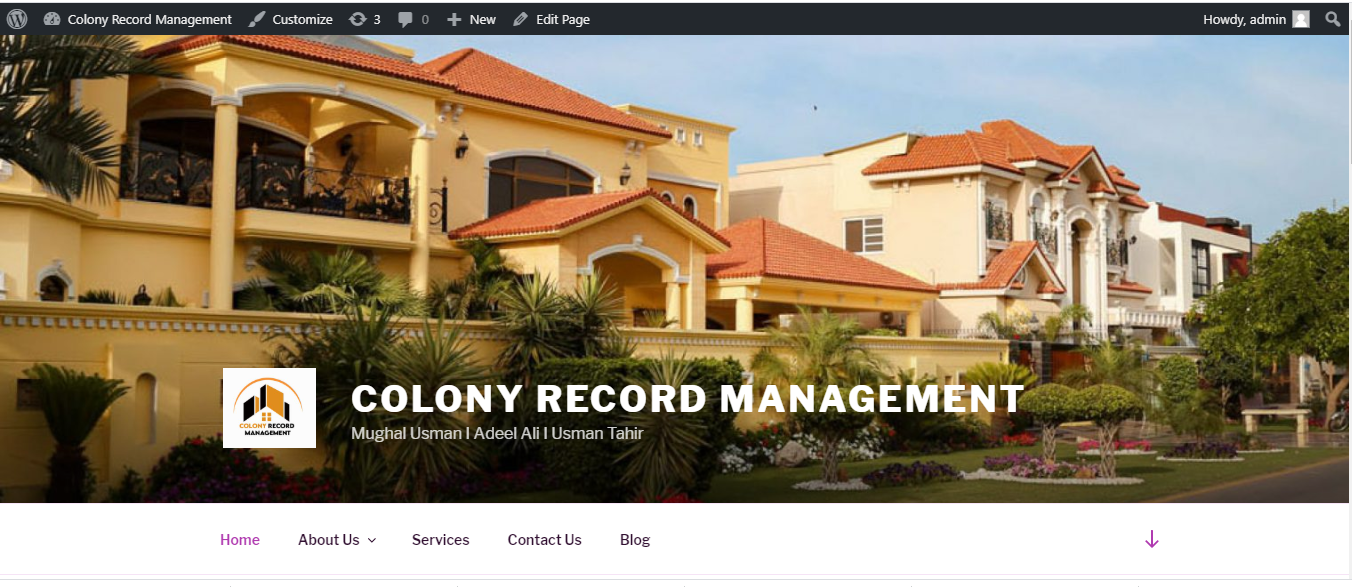 Colony Record Management Customize 3 0 New Edit Page Howdy, admin
COLONY RECORD
MANAGEMENT
COLONY RECORD MANAGEMENT
Mughal Usman I Adeel Ali I Usman Tahir
Home About Us Services Contact Us Blog